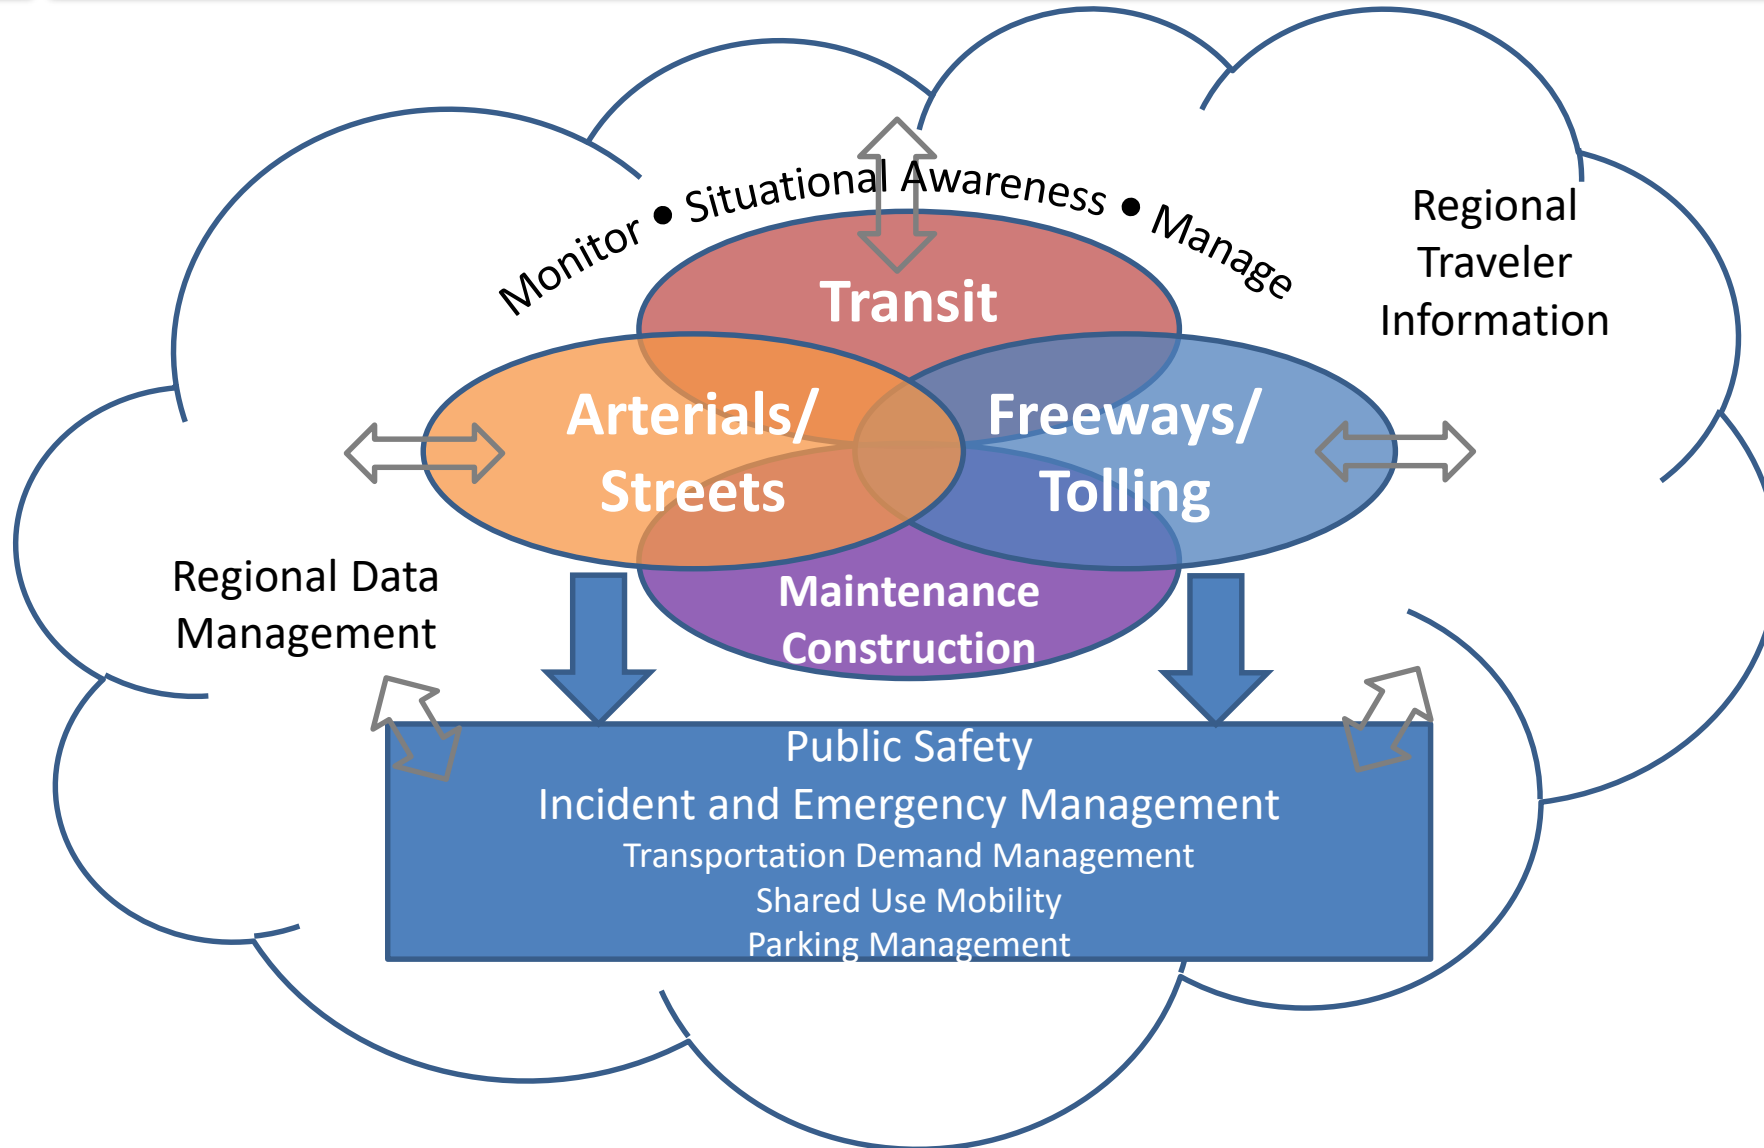 Monitor • Situational Awareness • Manage
Regional
Traveler
Information
Transit
Arterials/
Streets
Freeways/
Tolling
Regional Data
Management
Maintenance
Construction
Public Safety
Incident and Emergency Management
Transportation Demand Management
Shared Use Mobility
Parking Management